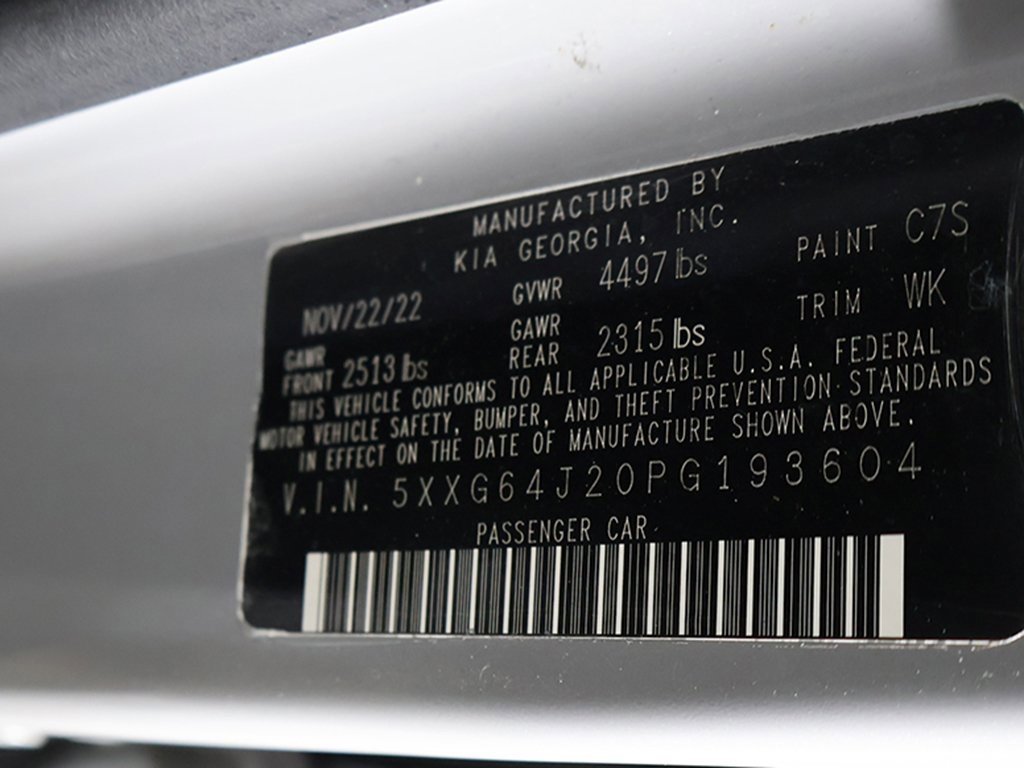 MANUFACTURED BY
KIA GEORGIA, INC.
NOV/22/22 GVWR 4497 lbs PAINT C7S
GAWR FRONT 2513 lbs GAWR REAR 2315 lbs TRIM WK
THIS VEHICLE CONFORMS TO ALL APPLICABLE U.S.A. FEDERAL
MOTOR VEHICLE SAFETY, BUMPER, AND THEFT PREVENTION STANDARDS
IN EFFECT ON THE DATE OF MANUFACTURE SHOWN ABOVE.
V.I.N. 5XXG64J20PG193604
PASSENGER CAR